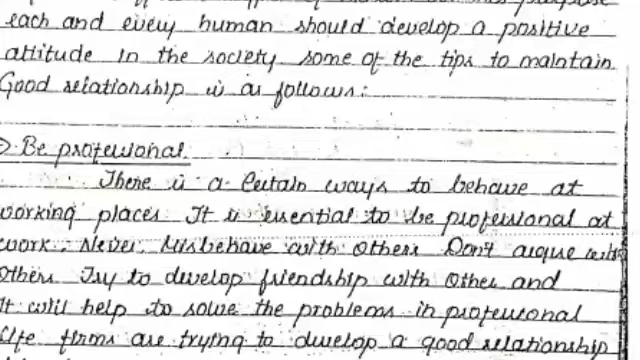 each and every human should develop a positive
attitude in the society some of the tips to maintain
Good relationship is as follows:-
Be professional
There is a certain ways to behave at
working places It is essential to be professional at
work. Never Misbehave with others Don't argue with
others Try to develop friendship with other and
It will help to solve the problems in professional
life firms are trying to develop a good relationship